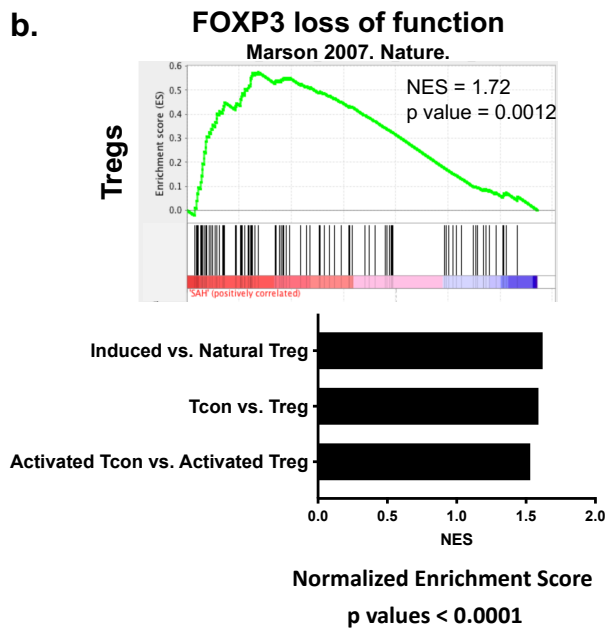 b.
FOXP3 loss of function
Marson 2007. Nature.
Tregs
Enrichment score (ES)
0.6
0.5
0.4
0.3
0.2
0.1
0.0
NES = 1.72
p value = 0.0012
'SAH' (positively correlated)
Induced vs. Natural Treg
Tcon vs. Treg
Activated Tcon vs. Activated Treg
0.0 0.5 1.0 1.5 2.0
NES
Normalized Enrichment Score
p values < 0.0001